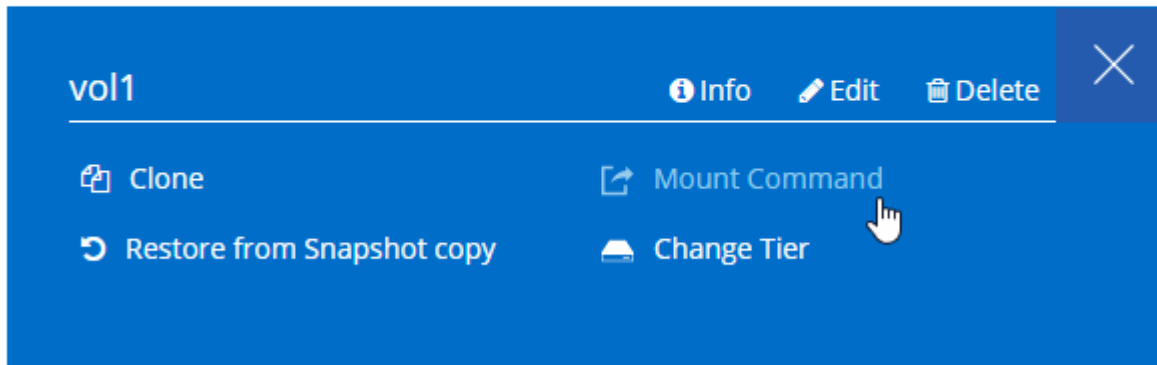 vol1 Info Edit Delete
Clone Mount Command
Restore from Snapshot copy Change Tier